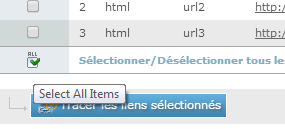 2 html url2 http:
3 html url3 http:
ALL Sélectionner/Désélectionner tous les
Select All Items
Tracer les liens sélectionnés